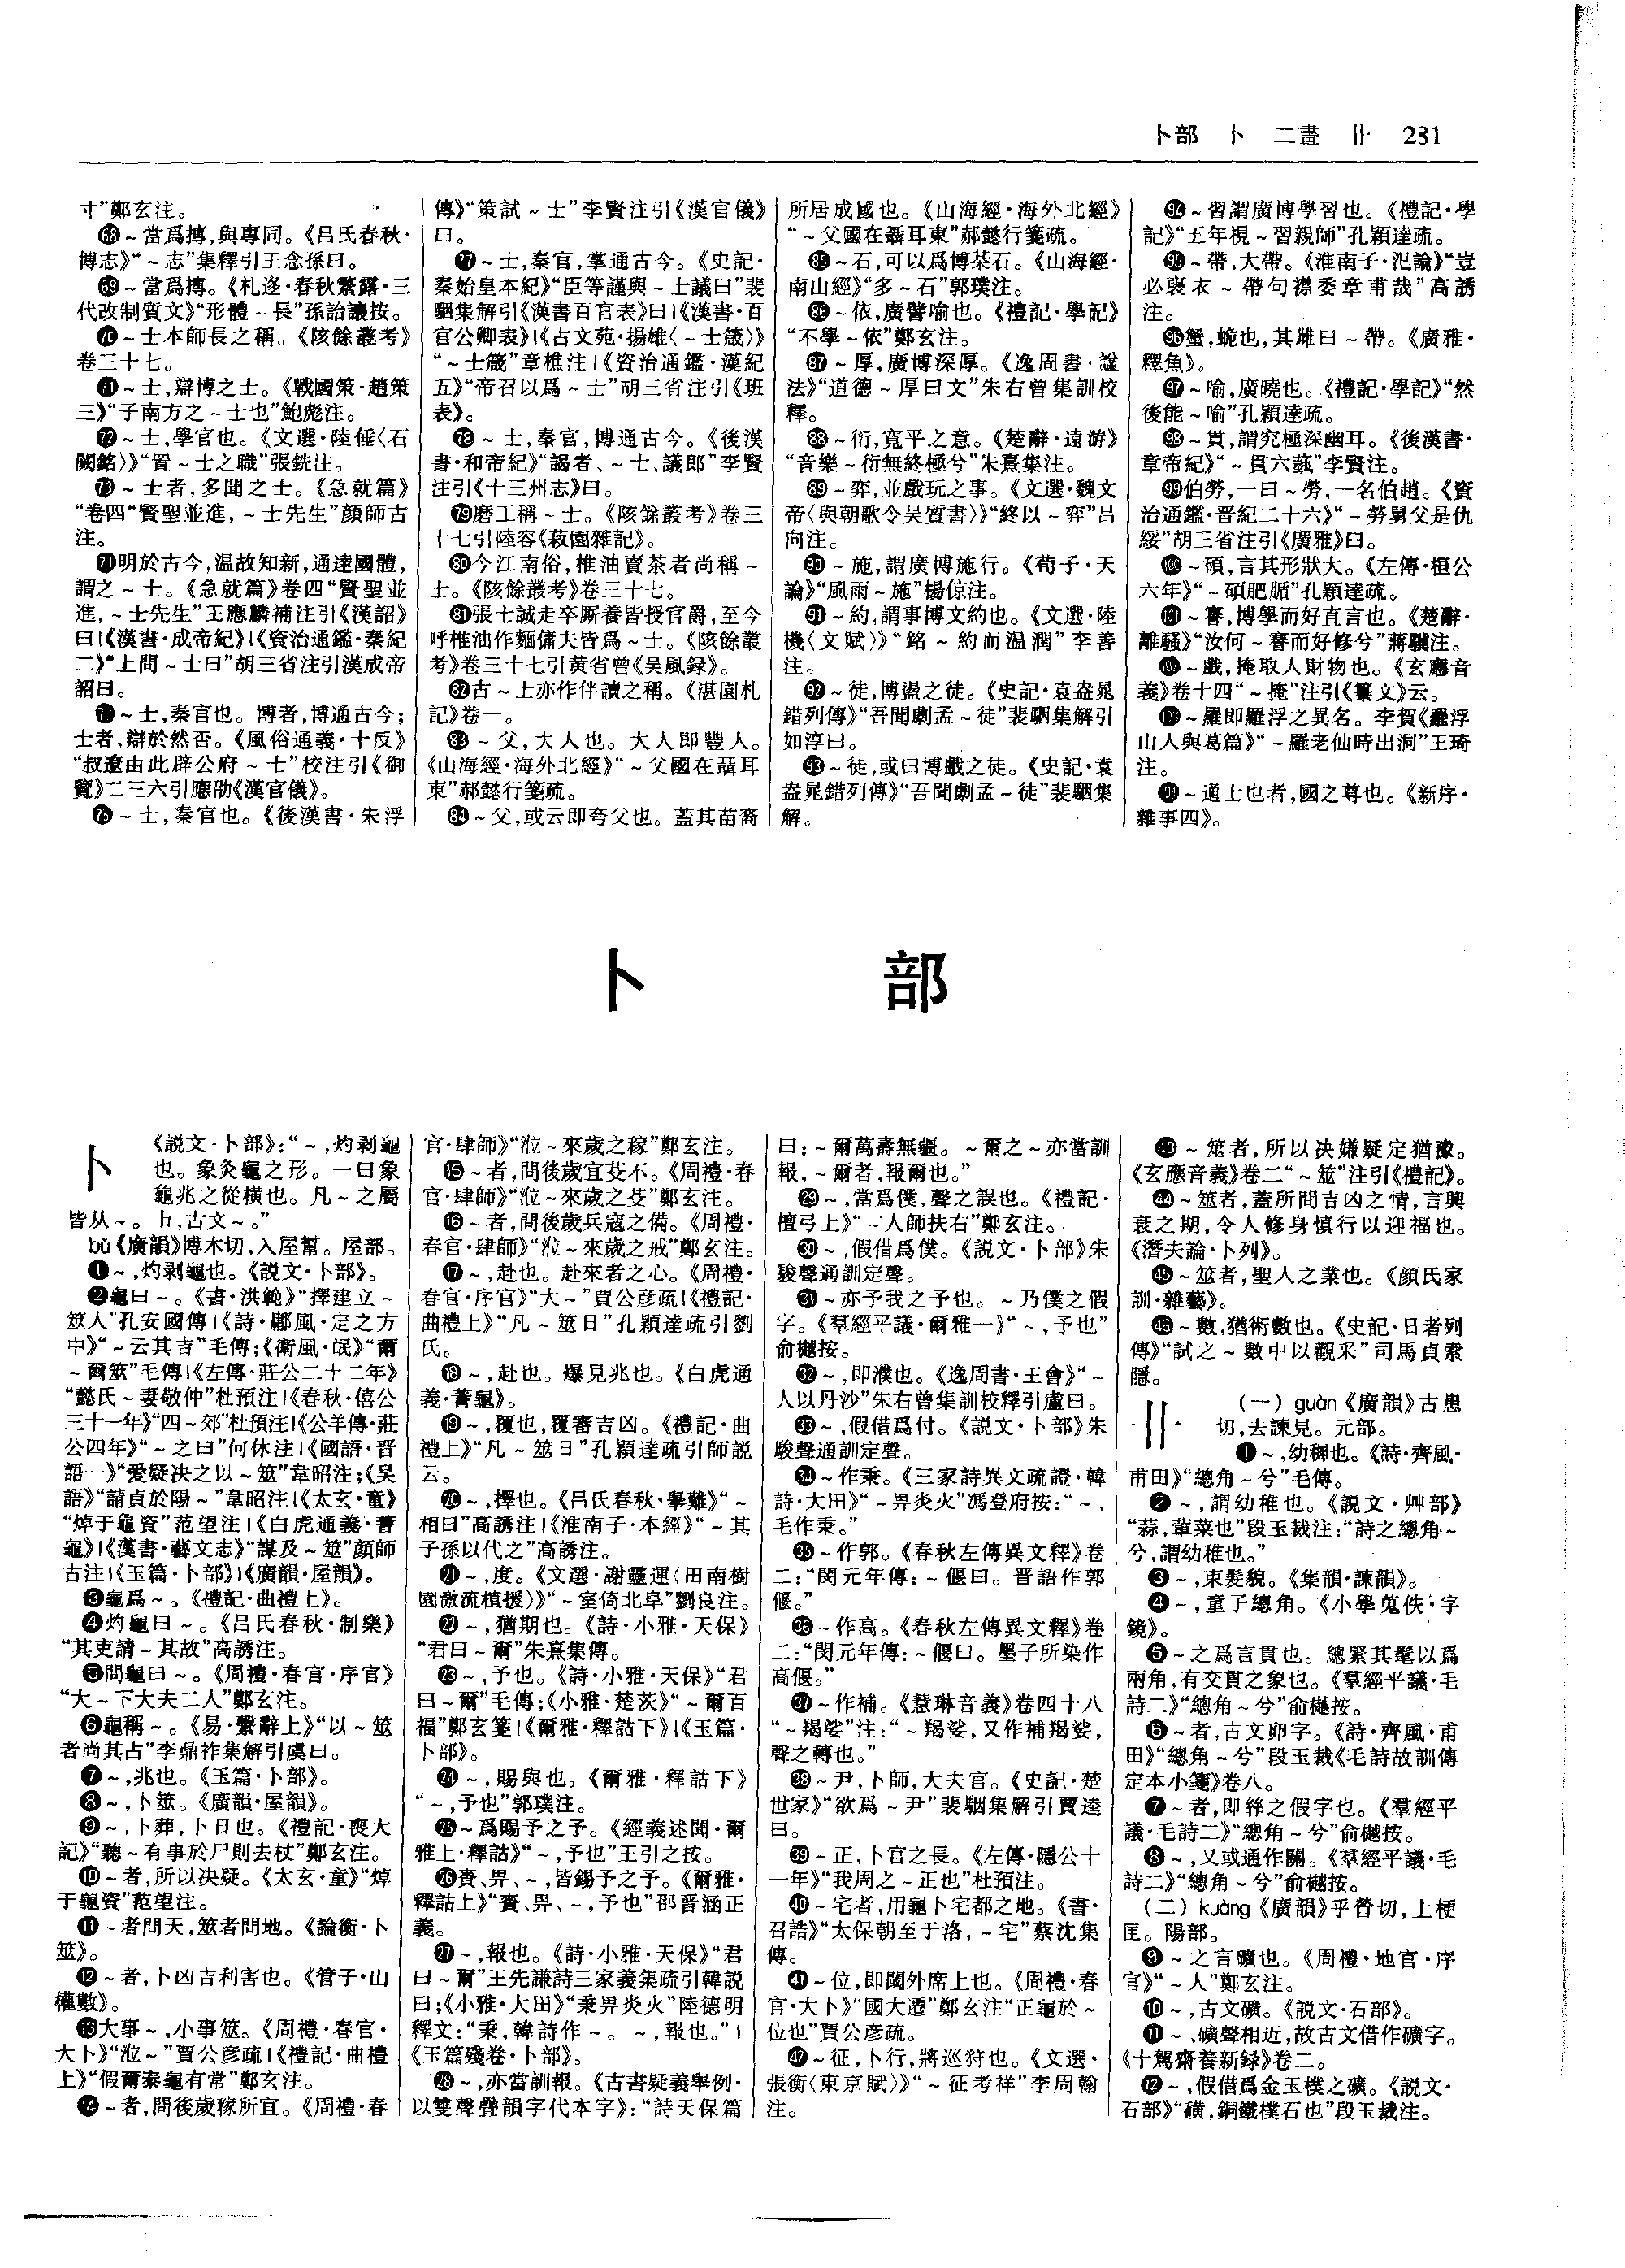 卜部 卜 二畫 卝 281
寸”鄭玄注。
68～當爲摶,與專同。《吕氏春秋·
博志》“～志”集釋引王念孫曰。
69～當爲摶。《札迻·春秋繁露·三
代改制質文》“形體～長”孫詒讓按。
70～士本師長之稱。《陔餘叢考》
卷三十七。
71～士,辯博之士。《戰國策·趙策
三》“子南方之～士也”鮑彪注。
72～士,學官也。《文選·陸倕〈石
闕銘〉》“置～士之職”張銑注。
73～士者,多聞之士。《急就篇》
“卷四“賢聖並進,～士先生”顔師古
注。
74明於古今,温故知新,通達國體,
謂之～士。《急就篇》卷四“賢聖並
進,～士先生”王應麟補注引《漢詔》
曰|《漢書·成帝紀》|《資治通鑑·秦紀
二》“上問～士曰”胡三省注引漢成帝
詔曰。
75～士,秦官也。博者,博通古今;
士者,辯於然否。《風俗通義·十反》
“叔遼由此辟公府～士”校注引《御
覽》二三六引應劭《漢官儀》。
76～士,秦官也。《後漢書·朱浮
傳》“策試～士”李賢注引《漢官儀》
曰。
77～士,秦官,掌通古今。《史記·
秦始皇本紀》“臣等謹與～士議曰”裴
駰集解引《漢書百官表》曰|《漢書·百
官公卿表》|《古文苑·揚雄〈～士箴〉》
“～士箴”章樵注|《資治通鑑·漢紀
五》“帝召以爲～士”胡三省注引《班
表》。
78～士,秦官,博通古今。《後漢
書·和帝紀》“謁者、～士、議郎”李賢
注引《十三州志》曰。
79磨工稱～士。《陔餘叢考》卷三
十七引陸容《菽園雜記》。
80今江南俗,椎油賣茶者尚稱～
士。《陔餘叢考》卷三十七。
81張士誠走卒厮養皆授官爵,至今
呼椎油作麵傭夫皆爲～士。《陔餘叢
考》卷三十七引黄省曾《吴風録》。
82古～上亦作伴讀之稱。《湛園札
記》卷一。
83～父,大人也。大人即豐人。
《山海經·海外北經》“～父國在聶耳
東”郝懿行箋疏。
84～父,或云即夸父也。蓋其苗裔
所居成國也。《山海經·海外北經》
“～父國在聶耳東”郝懿行箋疏。
85～石,可以爲博棊石。《山海經·
南山經》“多～石”郭璞注。
86～依,廣譬喻也。《禮記·學記》
“不學～依”鄭玄注。
87～厚,廣博深厚。《逸周書·謚
法》“道德～厚曰文”朱右曾集訓校
釋。
88～衍,寬平之意。《楚辭·遠游》
“音樂～衍無終極兮”朱熹集注。
89～弈,並戲玩之事。《文選·魏文
帝〈與朝歌令吴質書〉》“終以～弈”吕
向注。
90～施,謂廣博施行。《荀子·天
論》“風雨～施”楊倞注。
91～約,謂事博文約也。《文選·陸
機〈文賦〉》“銘～約而温潤”李善
注。
92～徒,博盪之徒。《史記·袁盎晁
錯列傳》“吾聞劇孟～徒”裴駰集解引
如淳曰。
93～徒,或曰博戲之徒。《史記·袁
盎晁錯列傳》“吾聞劇孟～徒”裴駰集
解。
94～習謂廣博學習也。《禮記·學
記》“五年視～習親師”孔穎達疏。
95～帶,大帶。《淮南子·氾論》“豈
必裦衣～帶句襟委章甫哉”高誘
注。
96蟹,蛫也,其雌曰～帶。《廣雅·
釋魚》。
97～喻,廣曉也。《禮記·學記》“然
後能～喻”孔穎達疏。
98～貫,謂究極深幽耳。《後漢書·
章帝紀》“～貫六蓺”李賢注。
99伯勞,一曰～勞,一名伯趙。《資
治通鑑·晋紀二十六》“～勞舅父是仇
綏”胡三省注引《廣雅》曰。
100～碩,言其形狀大。《左傳·桓公
六年》“～碩肥腯”孔穎達疏。
101～謇,博學而好直言也。《楚辭·
離騷》“汝何～謇而好修兮”蔣驥注。
102～戲,掩取人財物也。《玄應音
義》卷十四“～掩”注引《纂文》云。
103～羅即羅浮之異名。李賀《羅浮
山人與葛篇》“～羅老仙時出洞”王琦
注。
104～通士也者,國之尊也。《新序·
雜事四》。
卜 部
卜 《説文·卜部》:“～,灼剥龜
也。象灸龜之形。一曰象
龜兆之從横也。凡～之屬
皆从～。𠁡,古文～。”
bǔ《廣韻》博木切,入屋幫。屋部。
❶～,灼剥龜也。《説文·卜部》。
❷龜曰～。《書·洪範》“擇建立～
筮人”孔安國傳|《詩·鄘風·定之方
中》“～云其吉”毛傳;《衛風·氓》“爾
～爾筮”毛傳|《左傳·莊公二十二年》
“懿氏～妻敬仲”杜預注|《春秋·僖公
三十一年》“四～郊”杜預注|《公羊傳·莊
公四年》“～之曰”何休注|《國語·晋
語一》“愛疑决之以～筮”韋昭注;《吴
語》“請貞於陽～”韋昭注|《太玄·童》
“焯于龜資”范望注|《白虎通義·蓍
龜》|《漢書·藝文志》“謀及～筮”顔師
古注|《玉篇·卜部》|《廣韻·屋韻》。
❸龜爲～。《禮記·曲禮上》。
❹灼龜曰～。《吕氏春秋·制樂》
“其吏請～其故”高誘注。
❺問龜曰～。《周禮·春官·序官》
“大～下大夫二人”鄭玄注。
❻龜稱～。《易·繫辭上》“以～筮
者尚其占”李鼎祚集解引虞曰。
❼～,兆也。《玉篇·卜部》。
❽～,卜筮。《廣韻·屋韻》。
❾～,卜葬,卜日也。《禮記·喪大
記》“聽～有事於尸則去杖”鄭玄注。
❿～者,所以决疑。《太玄·童》“焯
于龜資”范望注。
⓫～者問天,筮者問地。《論衡·卜
筮》。
⓬～者,卜凶吉利害也。《管子·山
權數》。
⓭大事～,小事筮。《周禮·春官·
大卜》“涖～”賈公彦疏|《禮記·曲禮
上》“假爾泰龜有常”鄭玄注。
⓮～者,問後歲稼所宜。《周禮·春
官·肆師》“涖～來歲之稼”鄭玄注。
⓯～者,問後歲宜芟不。《周禮·春
官·肆師》“涖～來歲之芟”鄭玄注。
⓰～者,問後歲兵寇之備。《周禮·
春官·肆師》“涖～來歲之戒”鄭玄注。
⓱～,赴也。赴來者之心。《周禮·
春官·序官》“大～”賈公彦疏|《禮記·
曲禮上》“凡～筮日”孔穎達疏引劉
氏。
⓲～,赴也。爆見兆也。《白虎通
義·蓍龜》。
⓳～,覆也,覆審吉凶。《禮記·曲
禮上》“凡～筮日”孔穎達疏引師説
云。
⓴～,擇也。《吕氏春秋·舉難》“～
相曰”高誘注|《淮南子·本經》“～其
子孫以代之”高誘注。
21～,度。《文選·謝靈運〈田南樹
園激流植援〉》“～室倚北阜”劉良注。
22～,猶期也。《詩·小雅·天保》
“君曰～爾”朱熹集傳。
23～,予也。《詩·小雅·天保》“君
曰～爾”毛傳;《小雅·楚茨》“～爾百
福”鄭玄箋|《爾雅·釋詁下》|《玉篇·
卜部》。
24～,賜與也。《爾雅·釋詁下》
“～,予也”郭璞注。
25～爲賜予之予。《經義述聞·爾
雅上·釋詁》“～,予也”王引之按。
26賚、畀、～,皆錫予之予。《爾雅·
釋詁上》“賚、畀、～,予也”邵晋涵正
義。
27～,報也。《詩·小雅·天保》“君
曰～爾”王先謙詩三家義集疏引韓説
曰;《小雅·大田》“秉畀炎火”陸德明
釋文:“秉,韓詩作～。～,報也。”|
《玉篇殘卷·卜部》。
28～,亦當訓報。《古書疑義舉例·
以雙聲疊韻字代本字》:“詩天保篇
曰:～爾萬壽無疆。～爾之～亦當訓
報,～爾者,報爾也。”
29～,當爲僕,聲之誤也。《禮記·
檀弓上》“～人師扶右”鄭玄注。
30～,假借爲僕。《説文·卜部》朱
駿聲通訓定聲。
31～亦予我之予也。～乃僕之假
字。《羣經平議·爾雅一》“～,予也”
俞樾按。
32～,即濮也。《逸周書·王會》“～
人以丹沙”朱右曾集訓校釋引盧曰。
33～,假借爲付。《説文·卜部》朱
駿聲通訓定聲。
34～作秉。《三家詩異文疏證·韓
詩·大田》“～畀炎火”馮登府按:“～,
毛作秉。”
35～作郭。《春秋左傳異文釋》卷
二:“閔元年傳:～偃曰。晋語作郭
偃。”
36～作高。《春秋左傳異文釋》卷
二:“閔元年傳:～偃曰。墨子所染作
高偃。”
37～作補。《慧琳音義》卷四十八
“～羯娑”注:“～羯娑,又作補羯娑,
聲之轉也。”
38～尹,卜師,大夫官。《史記·楚
世家》“欲爲～尹”裴駰集解引賈逵
曰。
39～正,卜官之長。《左傳·隱公十
一年》“我周之～正也”杜預注。
40～宅者,用龜卜宅都之地。《書·
召誥》“太保朝至于洛,～宅”蔡沈集
傳。
41～位,即閾外席上也。《周禮·春
官·大卜》“國大遷”鄭玄注“正龜於～
位也”賈公彦疏。
42～征,卜行,將巡狩也。《文選·
張衡〈東京賦〉》“～征考祥”李周翰
注。
43～筮者,所以决嫌疑定猶豫。
《玄應音義》卷二“～筮”注引《禮記》。
44～筮者,蓋所問吉凶之情,言興
衰之期,令人修身慎行以迎福也。
《潛夫論·卜列》。
45～筮者,聖人之業也。《顔氏家
訓·雜藝》。
46～數,猶術數也。《史記·日者列
傳》“試之～數中以觀采”司馬貞索
隱。
卝 (一) guàn《廣韻》古患
切,去諫見。元部。
❶～,幼稺也。《詩·齊風·
甫田》“總角～兮”毛傳。
❷～,謂幼稚也。《説文·艸部》
“蒜,葷菜也”段玉裁注:“詩之總角～
兮,謂幼稚也。”
❸～,束髮貌。《集韻·諫韻》。
❹～,童子總角。《小學蒐佚·字
鏡》。
❺～之爲言貫也。總緊其髦以爲
兩角,有交貫之象也。《羣經平議·毛
詩二》“總角～兮”俞樾按。
❻～者,古文卵字。《詩·齊風·甫
田》“總角～兮”段玉裁《毛詩故訓傳
定本小箋》卷八。
❼～者,即䋣之假字也。《羣經平
議·毛詩二》“總角～兮”俞樾按。
❽～,又或通作關。《羣經平議·毛
詩二》“總角～兮”俞樾按。
(二) kuàng《廣韻》乎瞢切,上梗
匣。陽部。
❾～之言礦也。《周禮·地官·序
官》“～人”鄭玄注。
❿～,古文礦。《説文·石部》。
⓫～、礦聲相近,故古文借作礦字。
《十駕齋養新録》卷二。
⓬～,假借爲金玉樸之礦。《説文·
石部》“磺,銅鐵樸石也”段玉裁注。